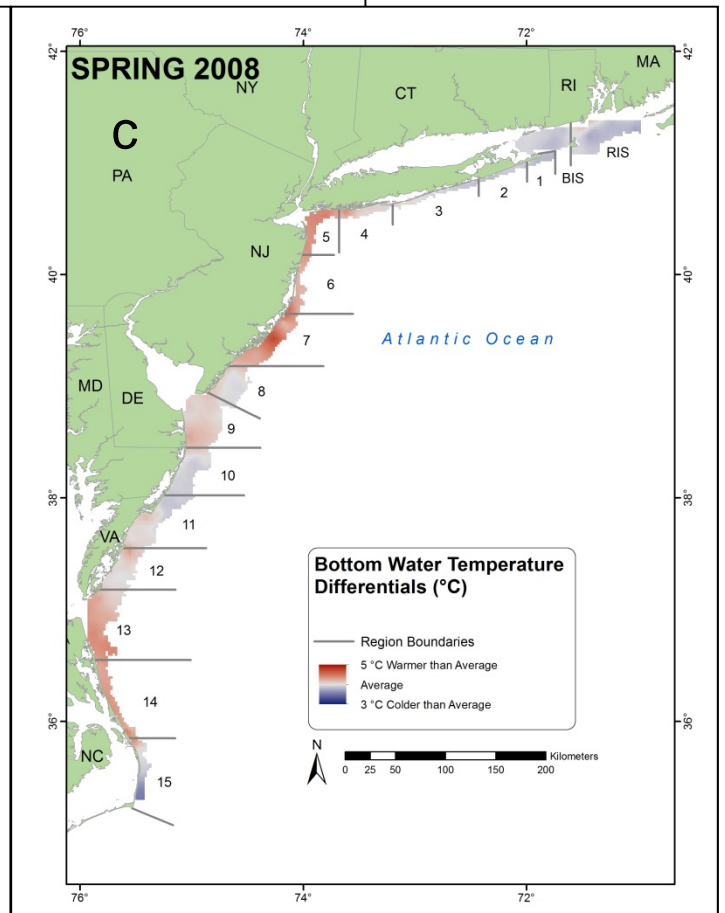 76° 74° 72°
42° 42°
SPRING 2008
C
NY
CT
RI
MA
PA
RIS
BIS
1
2
3
4
5
NJ
40° 40°
6
7
Atlantic Ocean
MD
DE
8
9
10
38° 38°
11
VA
12
13
14
Bottom Water Temperature
Differentials (°C)
Region Boundaries
5 °C Warmer than Average
Average
3 °C Colder than Average
36° 36°
NC
15
N
Kilometers
0 25 50 100 150 200
76° 74° 72°